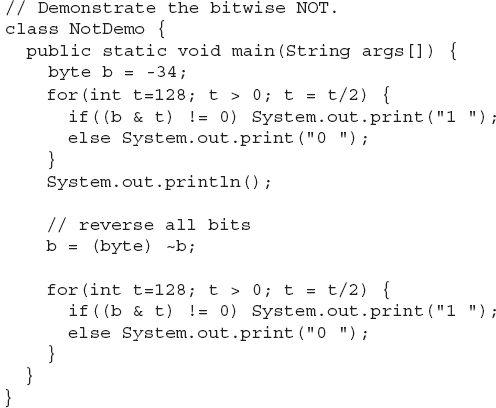 // Demonstrate the bitwise NOT.
class NotDemo {
  public static void main(String args[]) {
    byte b = -34;
    for(int t=128; t > 0; t = t/2) {
      if((b & t) != 0) System.out.print("1 ");
      else System.out.print("0 ");
    }
    System.out.println();

    // reverse all bits
    b = (byte) ~b;

    for(int t=128; t > 0; t = t/2) {
      if((b & t) != 0) System.out.print("1 ");
      else System.out.print("0 ");
    }
  }
}